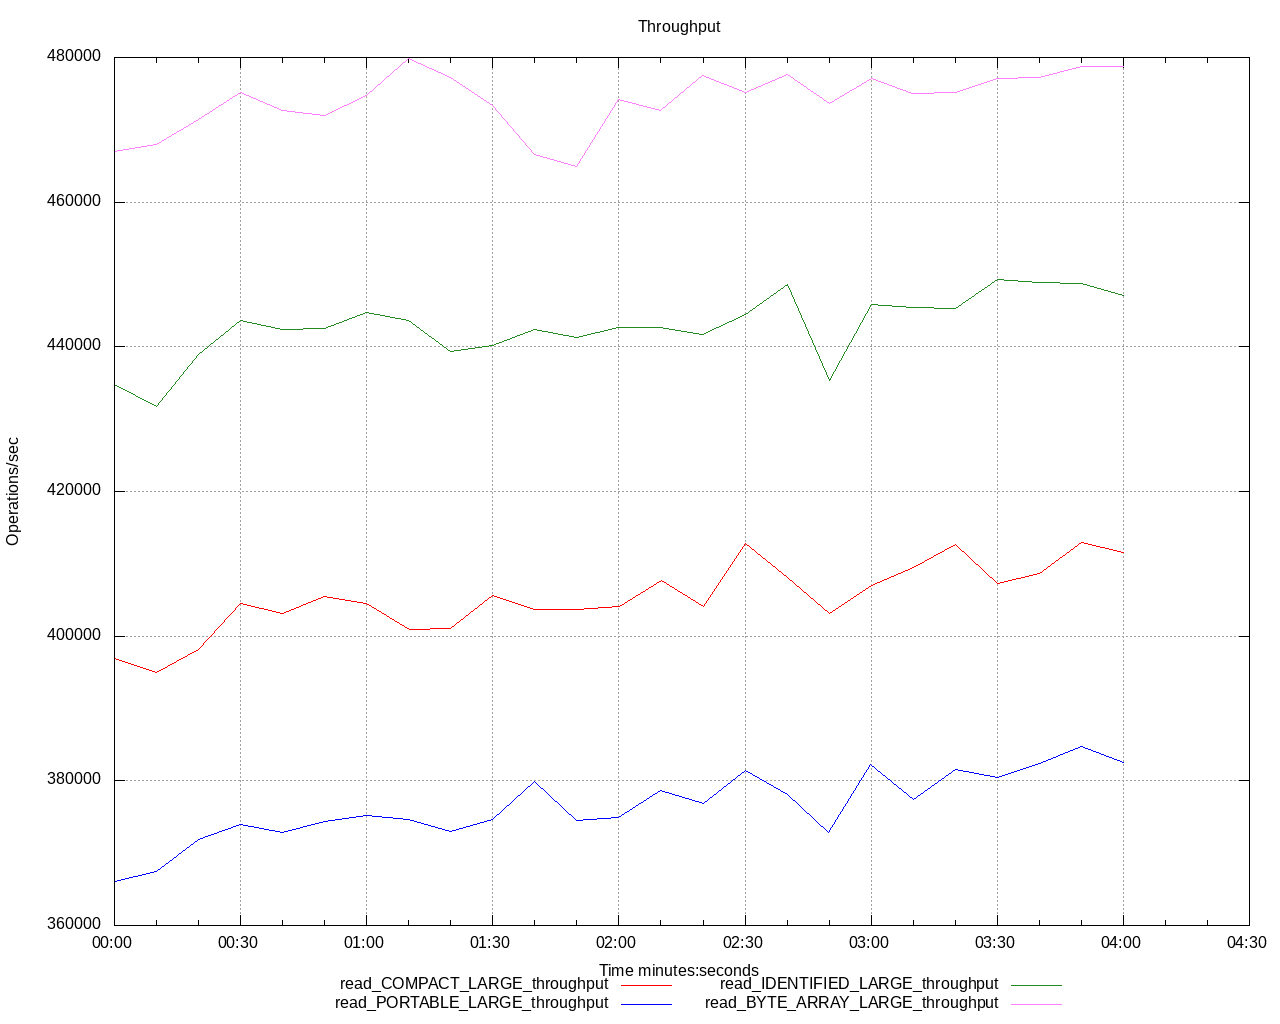 Throughput
480000
460000
440000
420000
400000
380000
360000
Operations/sec
00:00 00:30 01:00 01:30 02:00 02:30 03:00 03:30 04:00 04:30
Time minutes:seconds
read_COMPACT_LARGE_throughput read_IDENTIFIED_LARGE_throughput
read_PORTABLE_LARGE_throughput read_BYTE_ARRAY_LARGE_throughput